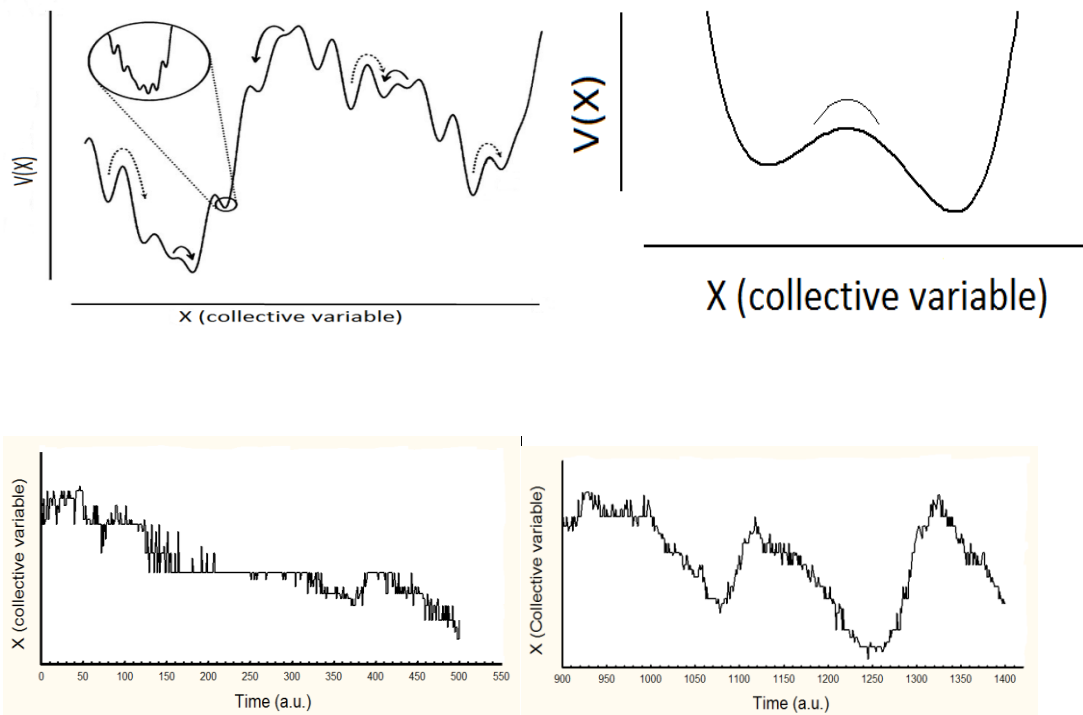 V(X)
X (collective variable)
V(X)
X (collective variable)
X (collective variable)
0 50 100 150 200 250 300 350 400 450 500 550
Time (a.u.)
X (Collective variable)
900 950 1000 1050 1100 1150 1200 1250 1300 1350 1400
Time (a.u.)